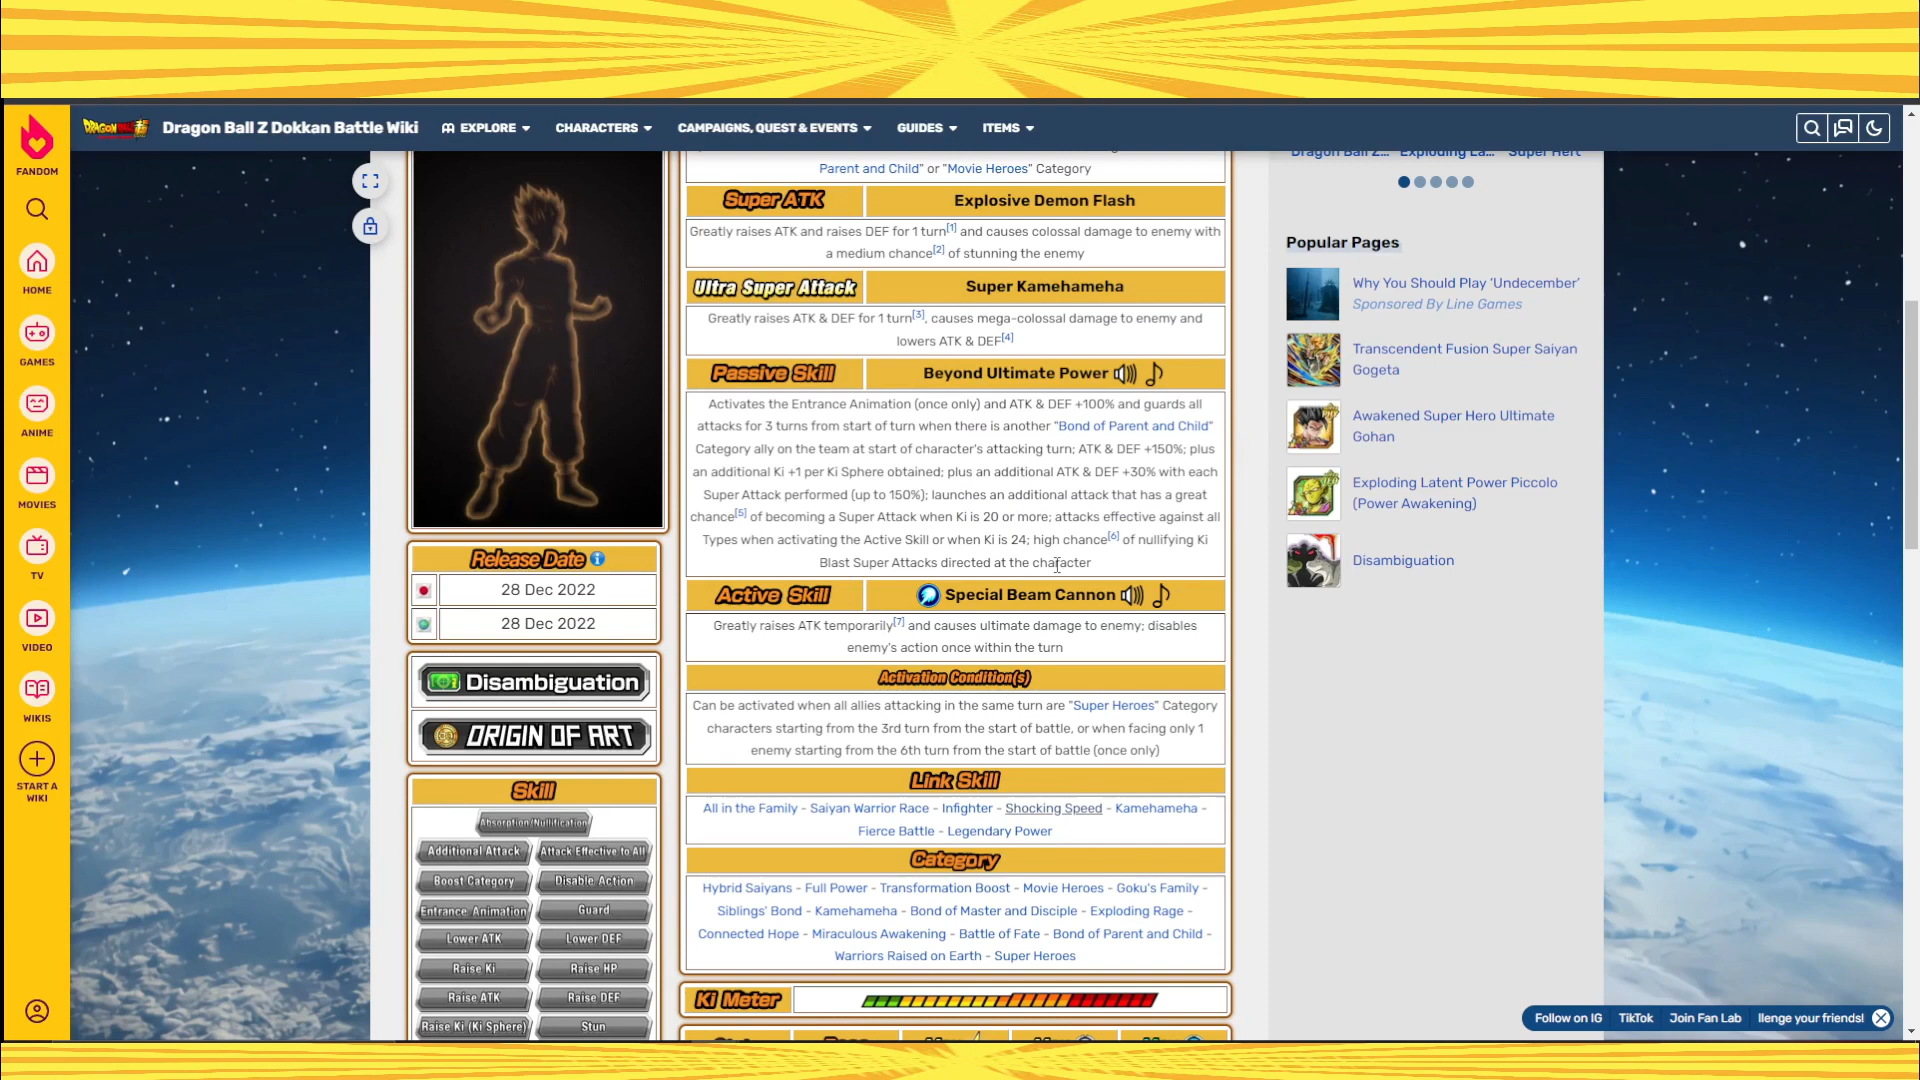 FANDOM
HOME
GAMES
ANIME
MOVIES
TV
VIDEO
WIKIS
START A
WIKI
Dragon Ball Z Dokkan Battle Wiki
EXPLORE
CHARACTERS
CAMPAIGNS, QUEST & EVENTS
GUIDES
ITEMS
Release Date
28 Dec 2022
28 Dec 2022
Disambiguation
ORIGIN OF ART
Skill
Absorption/Nullification
Additional Attack
Attack Effective to All
Boost Category
Disable Action
Entrance Animation
Guard
Lower ATK
Lower DEF
Raise Ki
Raise HP
Raise ATK
Raise DEF
Raise Ki (Ki Sphere)
Stun
Parent and Child" or "Movie Heroes" Category
Super ATK
Explosive Demon Flash
Greatly raises ATK and raises DEF for 1 turn[1] and causes colossal damage to enemy with
a medium chance[2] of stunning the enemy
Ultra Super Attack
Super Kamehameha
Greatly raises ATK & DEF for 1 turn[3], causes mega-colossal damage to enemy and
lowers ATK & DEF[4]
Passive Skill
Beyond Ultimate Power
Activates the Entrance Animation (once only) and ATK & DEF +100% and guards all
attacks for 3 turns from start of turn when there is another "Bond of Parent and Child"
Category ally on the team at start of character's attacking turn; ATK & DEF +150%; plus
an additional Ki +1 per Ki Sphere obtained; plus an additional ATK & DEF +30% with each
Super Attack performed (up to 150%); launches an additional attack that has a great
chance[5] of becoming a Super Attack when Ki is 20 or more; attacks effective against all
Types when activating the Active Skill or when Ki is 24; high chance[6] of nullifying Ki
Blast Super Attacks directed at the character
Active Skill
Special Beam Cannon
Greatly raises ATK temporarily[7] and causes ultimate damage to enemy; disables
enemy's action once within the turn
Activation Condition(s)
Can be activated when all allies attacking in the same turn are "Super Heroes" Category
characters starting from the 3rd turn from the start of battle, or when facing only 1
enemy starting from the 6th turn from the start of battle (once only)
Link Skill
All in the Family - Saiyan Warrior Race - Infighter - Shocking Speed - Kamehameha -
Fierce Battle - Legendary Power
Category
Hybrid Saiyans - Full Power - Transformation Boost - Movie Heroes - Goku's Family -
Siblings' Bond - Kamehameha - Bond of Master and Disciple - Exploding Rage -
Connected Hope - Miraculous Awakening - Battle of Fate - Bond of Parent and Child -
Warriors Raised on Earth - Super Heroes
Ki Meter
Popular Pages
Why You Should Play 'Undecember'
Sponsored By Line Games
Transcendent Fusion Super Saiyan
Gogeta
Awakened Super Hero Ultimate
Gohan
Exploding Latent Power Piccolo
(Power Awakening)
Disambiguation
Follow on IG
TikTok
Join Fan Lab
llenge your friends!